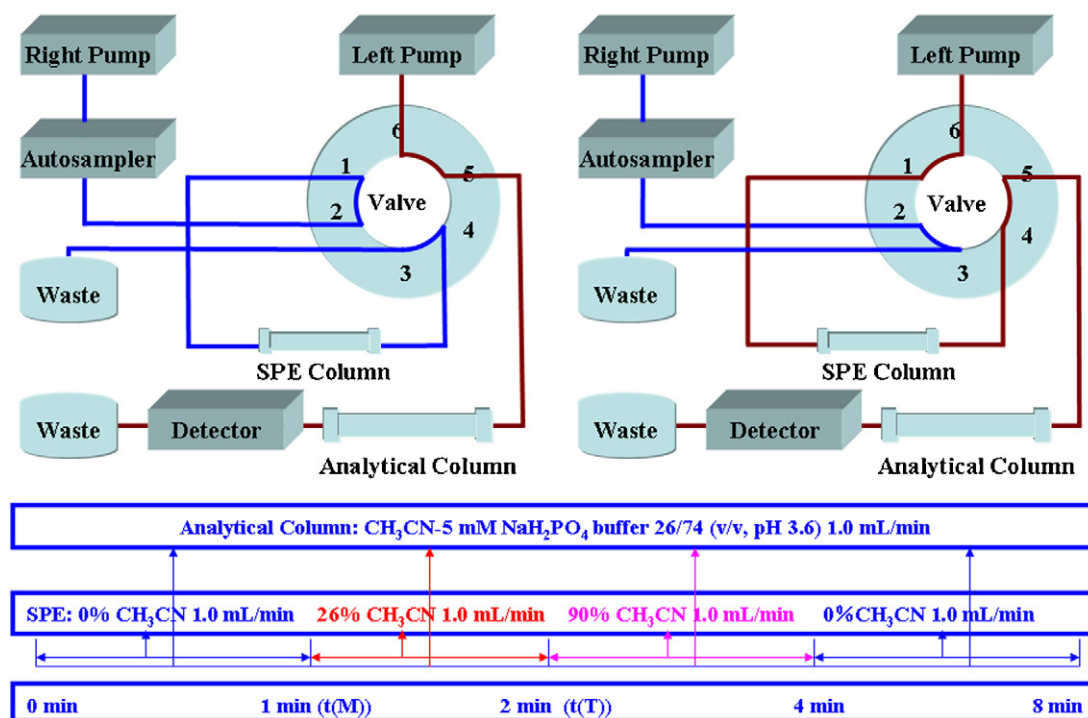 Right Pump
Left Pump
Right Pump
Left Pump
6
6
Autosampler
1
5
Autosampler
1
5
Valve
Valve
2
4
2
4
Waste
3
Waste
3
SPE Column
SPE Column
Waste
Detector
Waste
Detector
Analytical Column
Analytical Column
Analytical Column: CH₃CN-5 mM NaH₂PO₄ buffer 26/74 (v/v, pH 3.6) 1.0 mL/min
SPE: 0% CH₃CN 1.0 mL/min 26% CH₃CN 1.0 mL/min 90% CH₃CN 1.0 mL/min 0%CH₃CN 1.0 mL/min
0 min 1 min (t(M)) 2 min (t(T)) 4 min 8 min